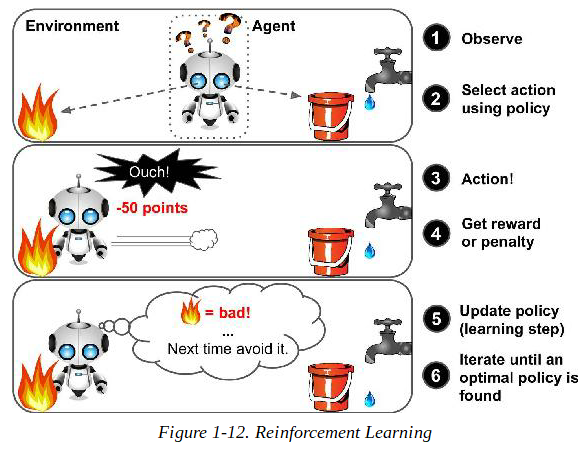 Environment
Agent
? ? ?
1 Observe
2 Select action
using policy
Ouch!
-50 points
3 Action!
4 Get reward
or penalty
= bad!
...
Next time avoid it.
5 Update policy
(learning step)
6 Iterate until an
optimal policy is
found
Figure 1-12. Reinforcement Learning